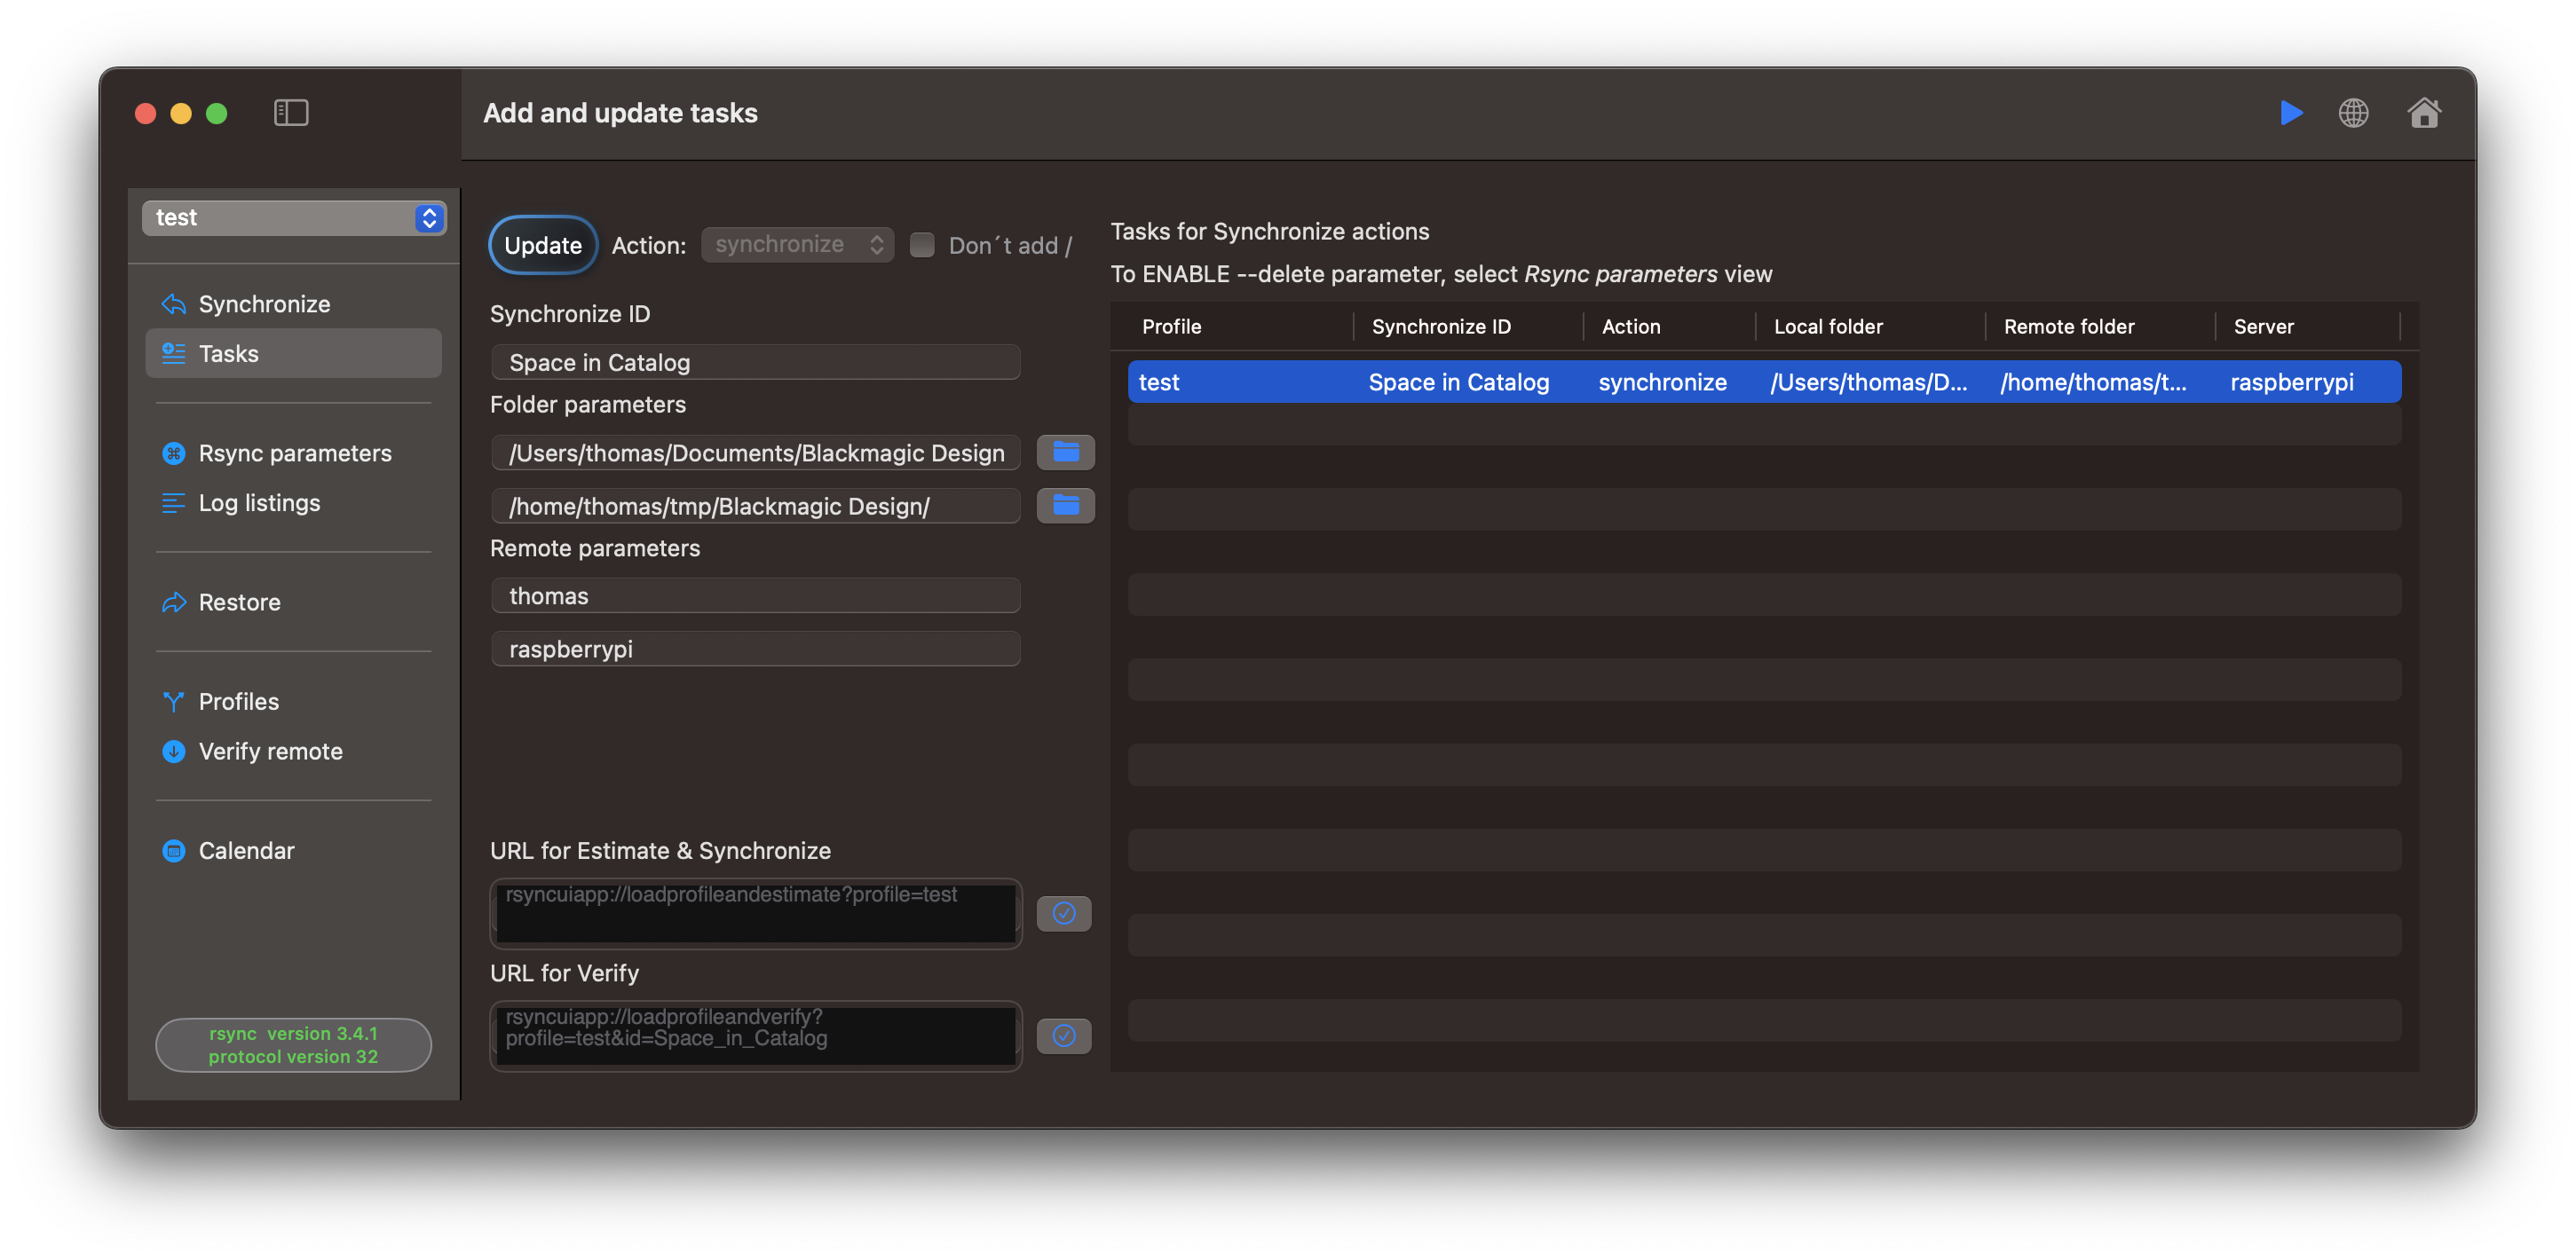 Add and update tasks
test
Synchronize
Tasks
Rsync parameters
Log listings
Restore
Profiles
Verify remote
Calendar
rsync  version 3.4.1
protocol version 32
Update Action: synchronize Don´t add /
Synchronize ID
Space in Catalog
Folder parameters
/Users/thomas/Documents/Blackmagic Design
/home/thomas/tmp/Blackmagic Design/
Remote parameters
thomas
raspberrypi
URL for Estimate & Synchronize
rsyncuiapp://loadprofileandestimate?profile=test
URL for Verify
rsyncuiapp://loadprofileandverify?
profile=test&id=Space_in_Catalog
Tasks for Synchronize actions
To ENABLE --delete parameter, select Rsync parameters view
Profile Synchronize ID Action Local folder Remote folder Server
test Space in Catalog synchronize /Users/thomas/D... /home/thomas/t... raspberrypi